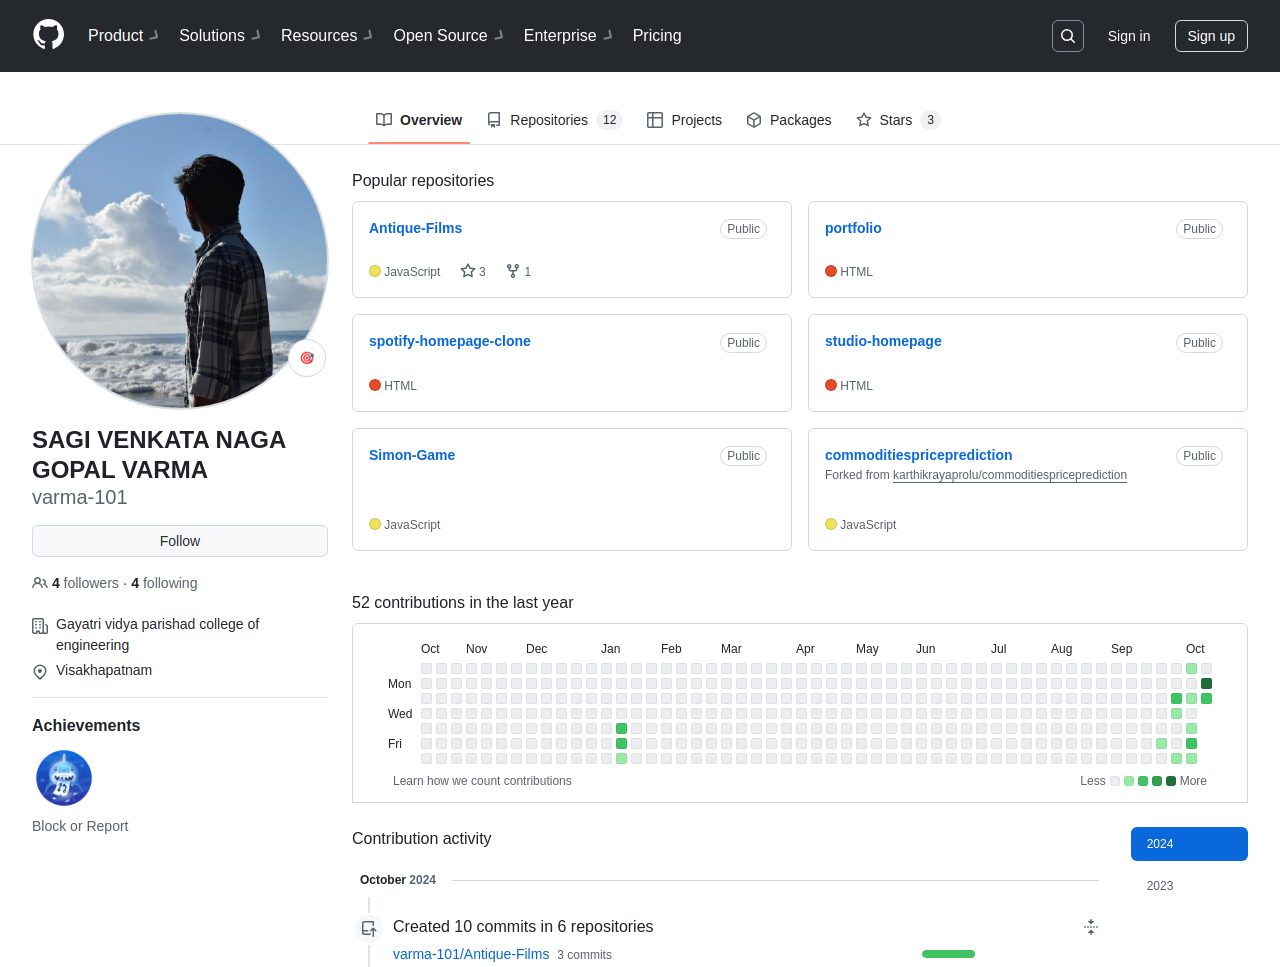 Product Solutions Resources Open Source Enterprise Pricing Sign in Sign up
Overview Repositories 12 Projects Packages Stars 3
SAGI VENKATA NAGA
GOPAL VARMA
varma-101
Follow
4 followers · 4 following
Gayatri vidya parishad college of
engineering
Visakhapatnam
Achievements
Block or Report
Popular repositories
Antique-Films Public
JavaScript 3 1
portfolio Public
HTML
spotify-homepage-clone Public
HTML
studio-homepage Public
HTML
Simon-Game Public
JavaScript
commoditiespriceprediction Public
Forked from karthikrayaprolu/commoditiespriceprediction
JavaScript
52 contributions in the last year
Oct Nov Dec Jan Feb Mar Apr May Jun Jul Aug Sep Oct
Mon
Wed
Fri
Learn how we count contributions Less More
Contribution activity
2024
2023
October 2024
Created 10 commits in 6 repositories
varma-101/Antique-Films 3 commits